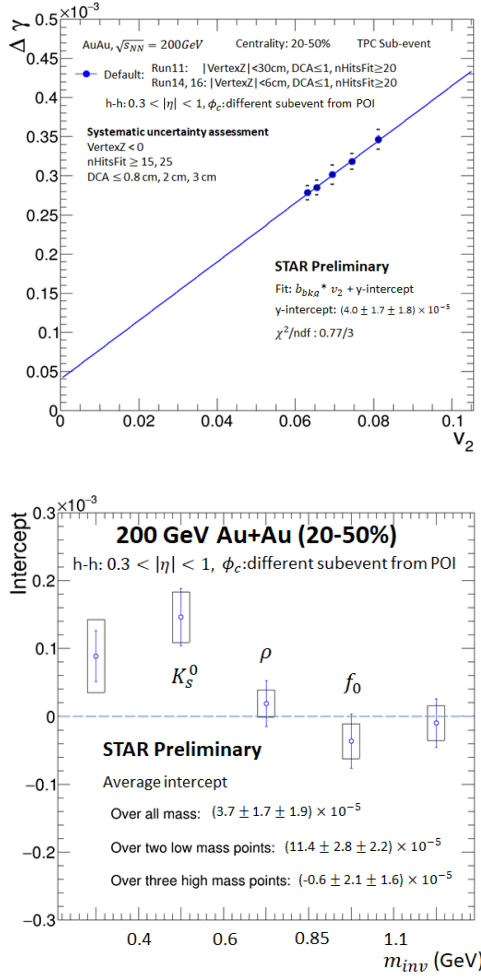 ×10⁻³
Δ γ
0.5
0.45
0.4
0.35
0.3
0.25
0.2
0.15
0.1
0.05
0
AuAu, √s_NN = 200GeV Centrality: 20-50% TPC Sub-event
Default: Run11: |VertexZ|<30cm, DCA≤1, nHitsFit≥20
Run14, 16: |VertexZ|<6cm, DCA≤1, nHitsFit≥20
h-h: 0.3 < |η| < 1, ϕ_c: different subevent from POI
Systematic uncertainty assessment
VertexZ < 0
nHitsFit ≥ 15, 25
DCA ≤ 0.8 cm, 2 cm, 3 cm
STAR Preliminary
Fit: b_bkg * v₂ + y-intercept
y-intercept: (4.0 ± 1.7 ± 1.8) × 10⁻⁵
χ²/ndf : 0.77/3
0 0.02 0.04 0.06 0.08 0.1
v₂
×10⁻³
Intercept
0.3
0.2
0.1
0
−0.1
−0.2
−0.3
200 GeV Au+Au (20-50%)
h-h: 0.3 < |η| < 1, ϕ_c:different subevent from POI
K_s⁰
ρ
f₀
STAR Preliminary
Average intercept
Over all mass: (3.7 ± 1.7 ± 1.9) × 10⁻⁵
Over two low mass points: (11.4 ± 2.8 ± 2.2) × 10⁻⁵
Over three high mass points: (-0.6 ± 2.1 ± 1.6) × 10⁻⁵
0.4 0.6 0.85 1.1
m_inv (GeV)